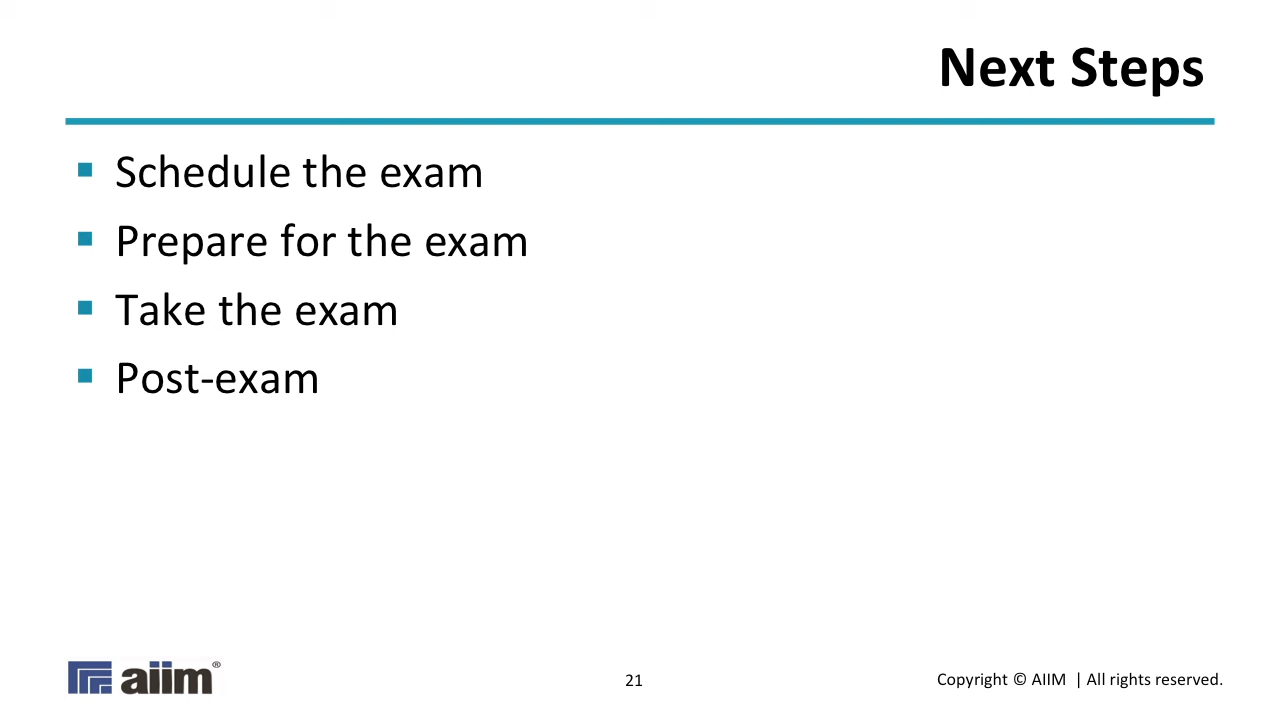 Next Steps
Schedule the exam
Prepare for the exam
Take the exam
Post-exam
aiim®
21
Copyright © AIIM | All rights reserved.